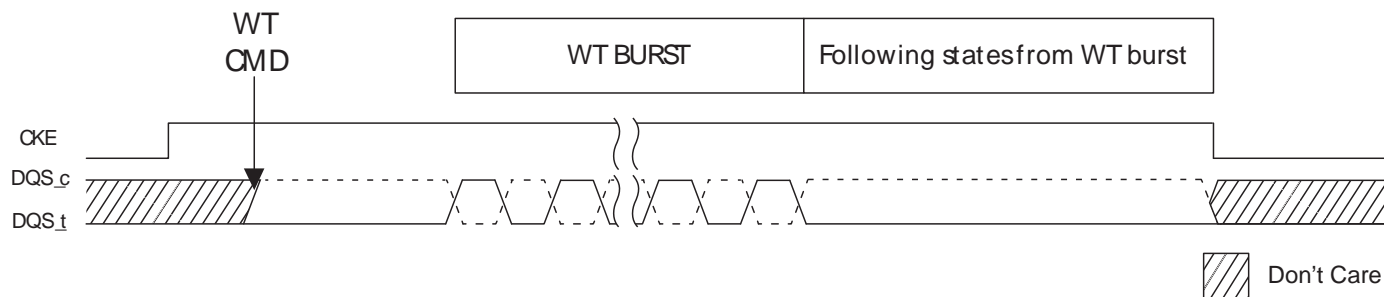 WT
CMD
WT BURST
Following states from WT burst
CKE
DQS_c
DQS_t
Don't Care